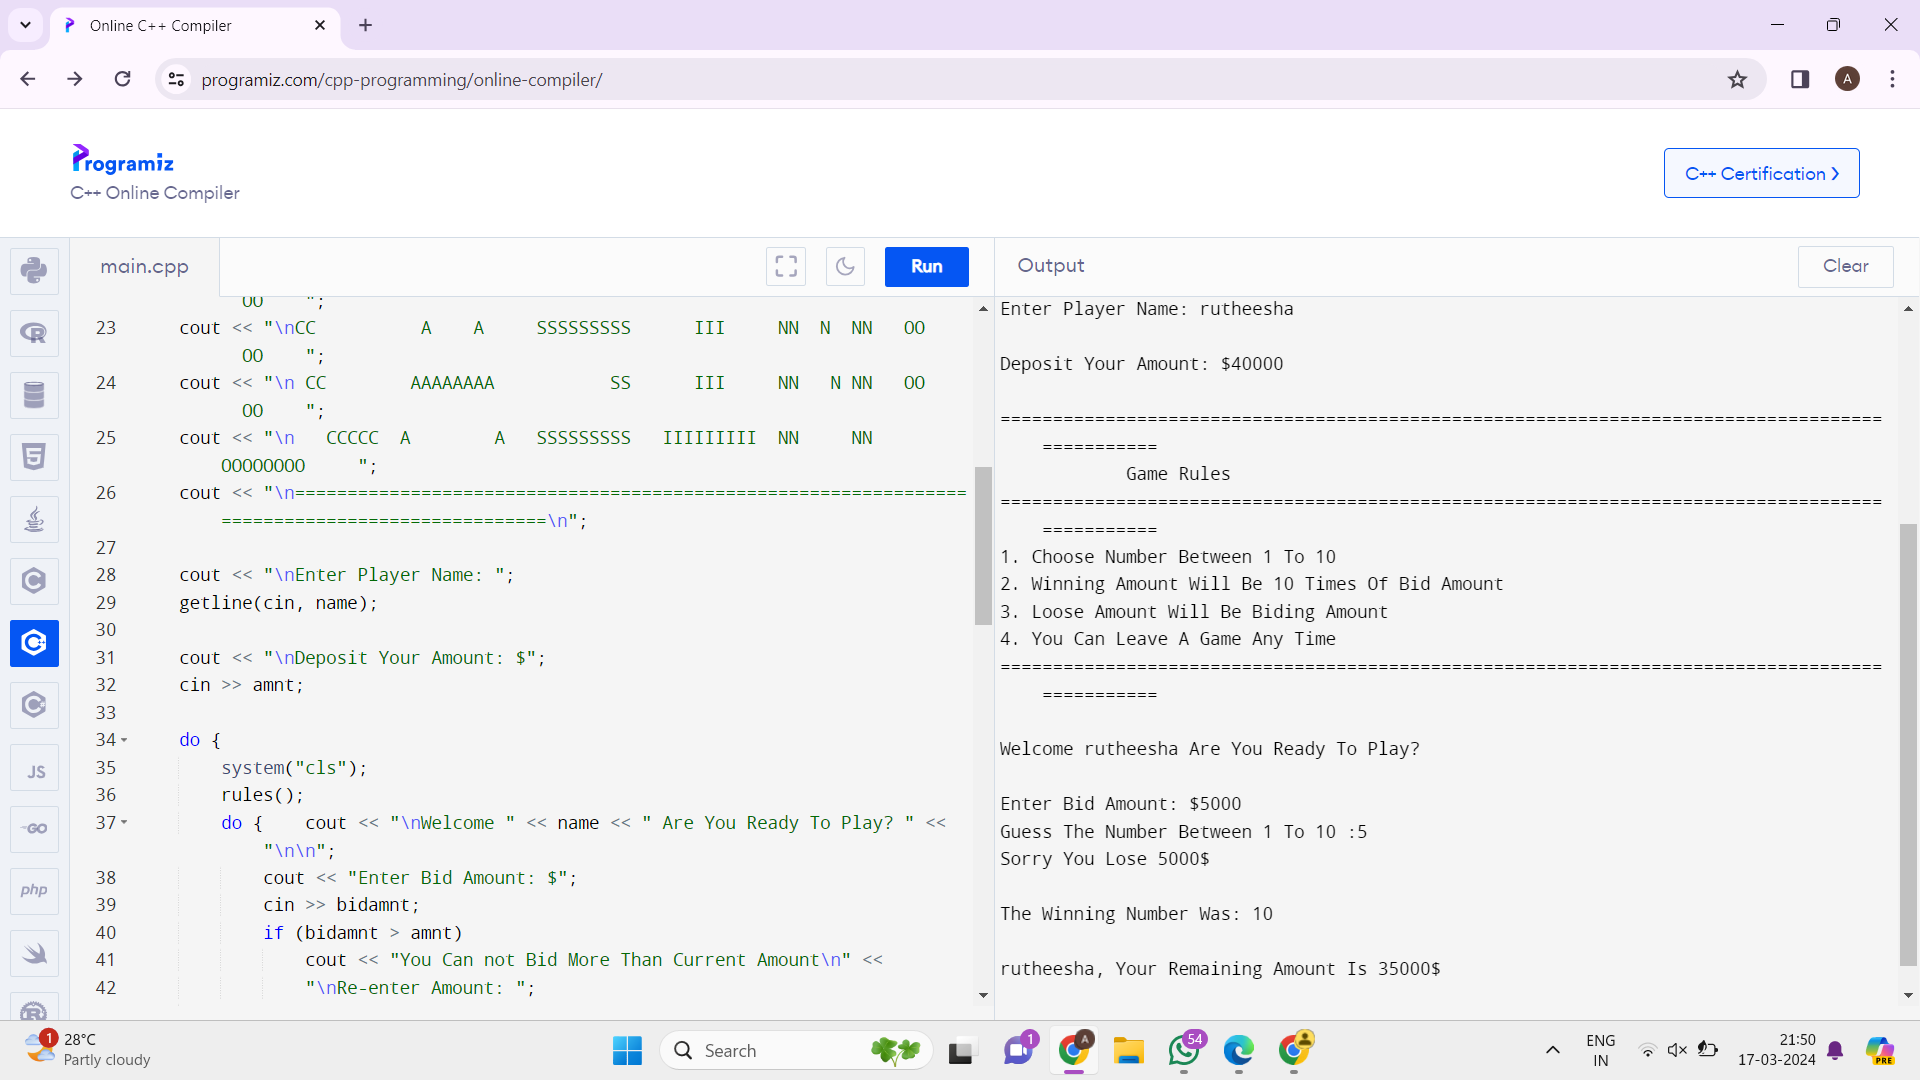 Online C++ Compiler
programiz.com/cpp-programming/online-compiler/
A
Programiz
C++ Online Compiler
C++ Certification ❯
main.cpp
Run
Output
Clear
OO    ";
23 cout << "\nCC          A    A     SSSSSSSSS      III     NN  N  NN   OO
OO    ";
24 cout << "\n CC        AAAAAAAA           SS      III     NN   N NN   OO
OO    ";
25 cout << "\n   CCCCC  A        A   SSSSSSSSS   IIIIIIIII  NN     NN
OOOOOOOO     ";
26 cout << "\n================================================================
===============================\n";
27
28 cout << "\nEnter Player Name: ";
29 getline(cin, name);
30
31 cout << "\nDeposit Your Amount: $";
32 cin >> amnt;
33
34 do {
35 system("cls");
36 rules();
37 do {    cout << "\nWelcome " << name << " Are You Ready To Play? " <<
"\n\n";
38 cout << "Enter Bid Amount: $";
39 cin >> bidamnt;
40 if (bidamnt > amnt)
41 cout << "You Can not Bid More Than Current Amount\n" <<
42 "\nRe-enter Amount: ";
Enter Player Name: rutheesha
Deposit Your Amount: $40000
====================================================================================
===========
Game Rules
====================================================================================
===========
1. Choose Number Between 1 To 10
2. Winning Amount Will Be 10 Times Of Bid Amount
3. Loose Amount Will Be Biding Amount
4. You Can Leave A Game Any Time
====================================================================================
===========
Welcome rutheesha Are You Ready To Play?
Enter Bid Amount: $5000
Guess The Number Between 1 To 10 :5
Sorry You Lose 5000$
The Winning Number Was: 10
rutheesha, Your Remaining Amount Is 35000$
R
5
C
C
C
JS
GO
php
R
1
28°C
Partly cloudy
Search
1
A
54
ENG
IN
21:50
17-03-2024
PRE